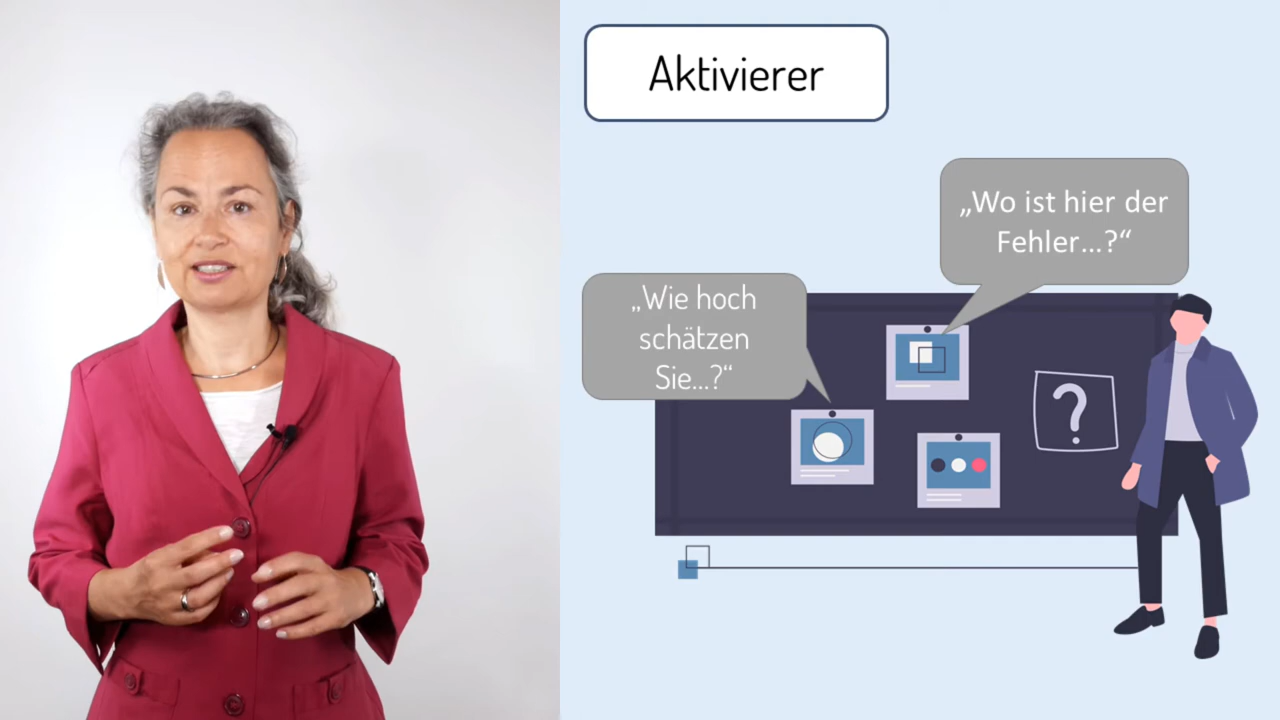 Aktivierer
„Wo ist hier der
Fehler...?“
„Wie hoch
schätzen
Sie...?“
?